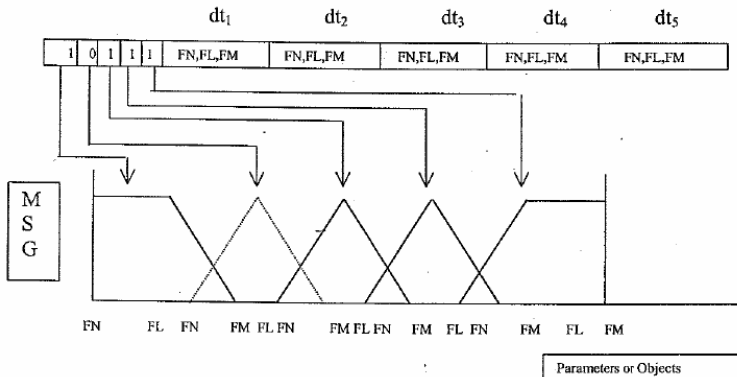 dt1 dt2 dt3 dt4 dt5
1 0 1 1 1 FN,FL,FM FN,FL,FM FN,FL,FM FN,FL,FM FN,FL,FM
M
S
G
FN FL FN FM FL FN FM FL FN FM FL FN FM FL FM
Parameters or Objects